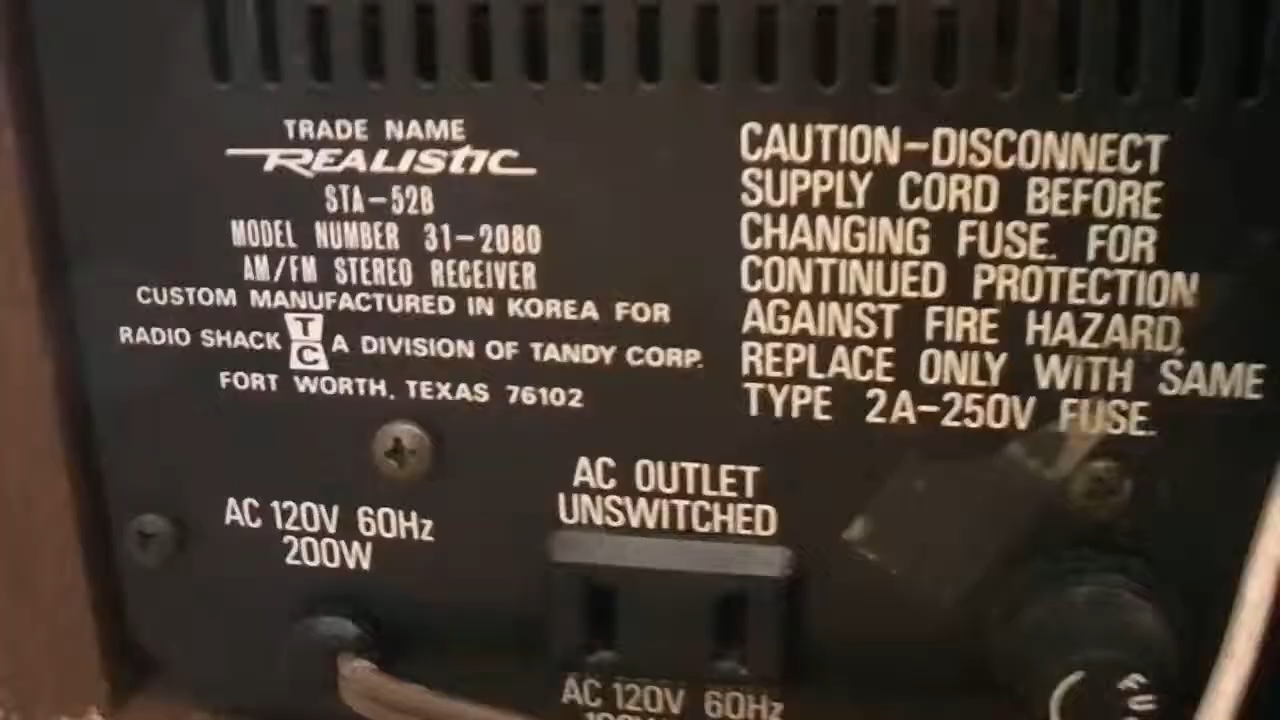 TRADE NAME
REALISTIC
STA-52B
MODEL NUMBER 31-2080
AM/FM STEREO RECEIVER
CUSTOM MANUFACTURED IN KOREA FOR
RADIO SHACK TC A DIVISION OF TANDY CORP.
FORT WORTH, TEXAS 76102
CAUTION-DISCONNECT
SUPPLY CORD BEFORE
CHANGING FUSE. FOR
CONTINUED PROTECTION
AGAINST FIRE HAZARD,
REPLACE ONLY WITH SAME
TYPE 2A-250V FUSE.
AC 120V 60Hz
200W
AC OUTLET
UNSWITCHED
AC 120V 60Hz